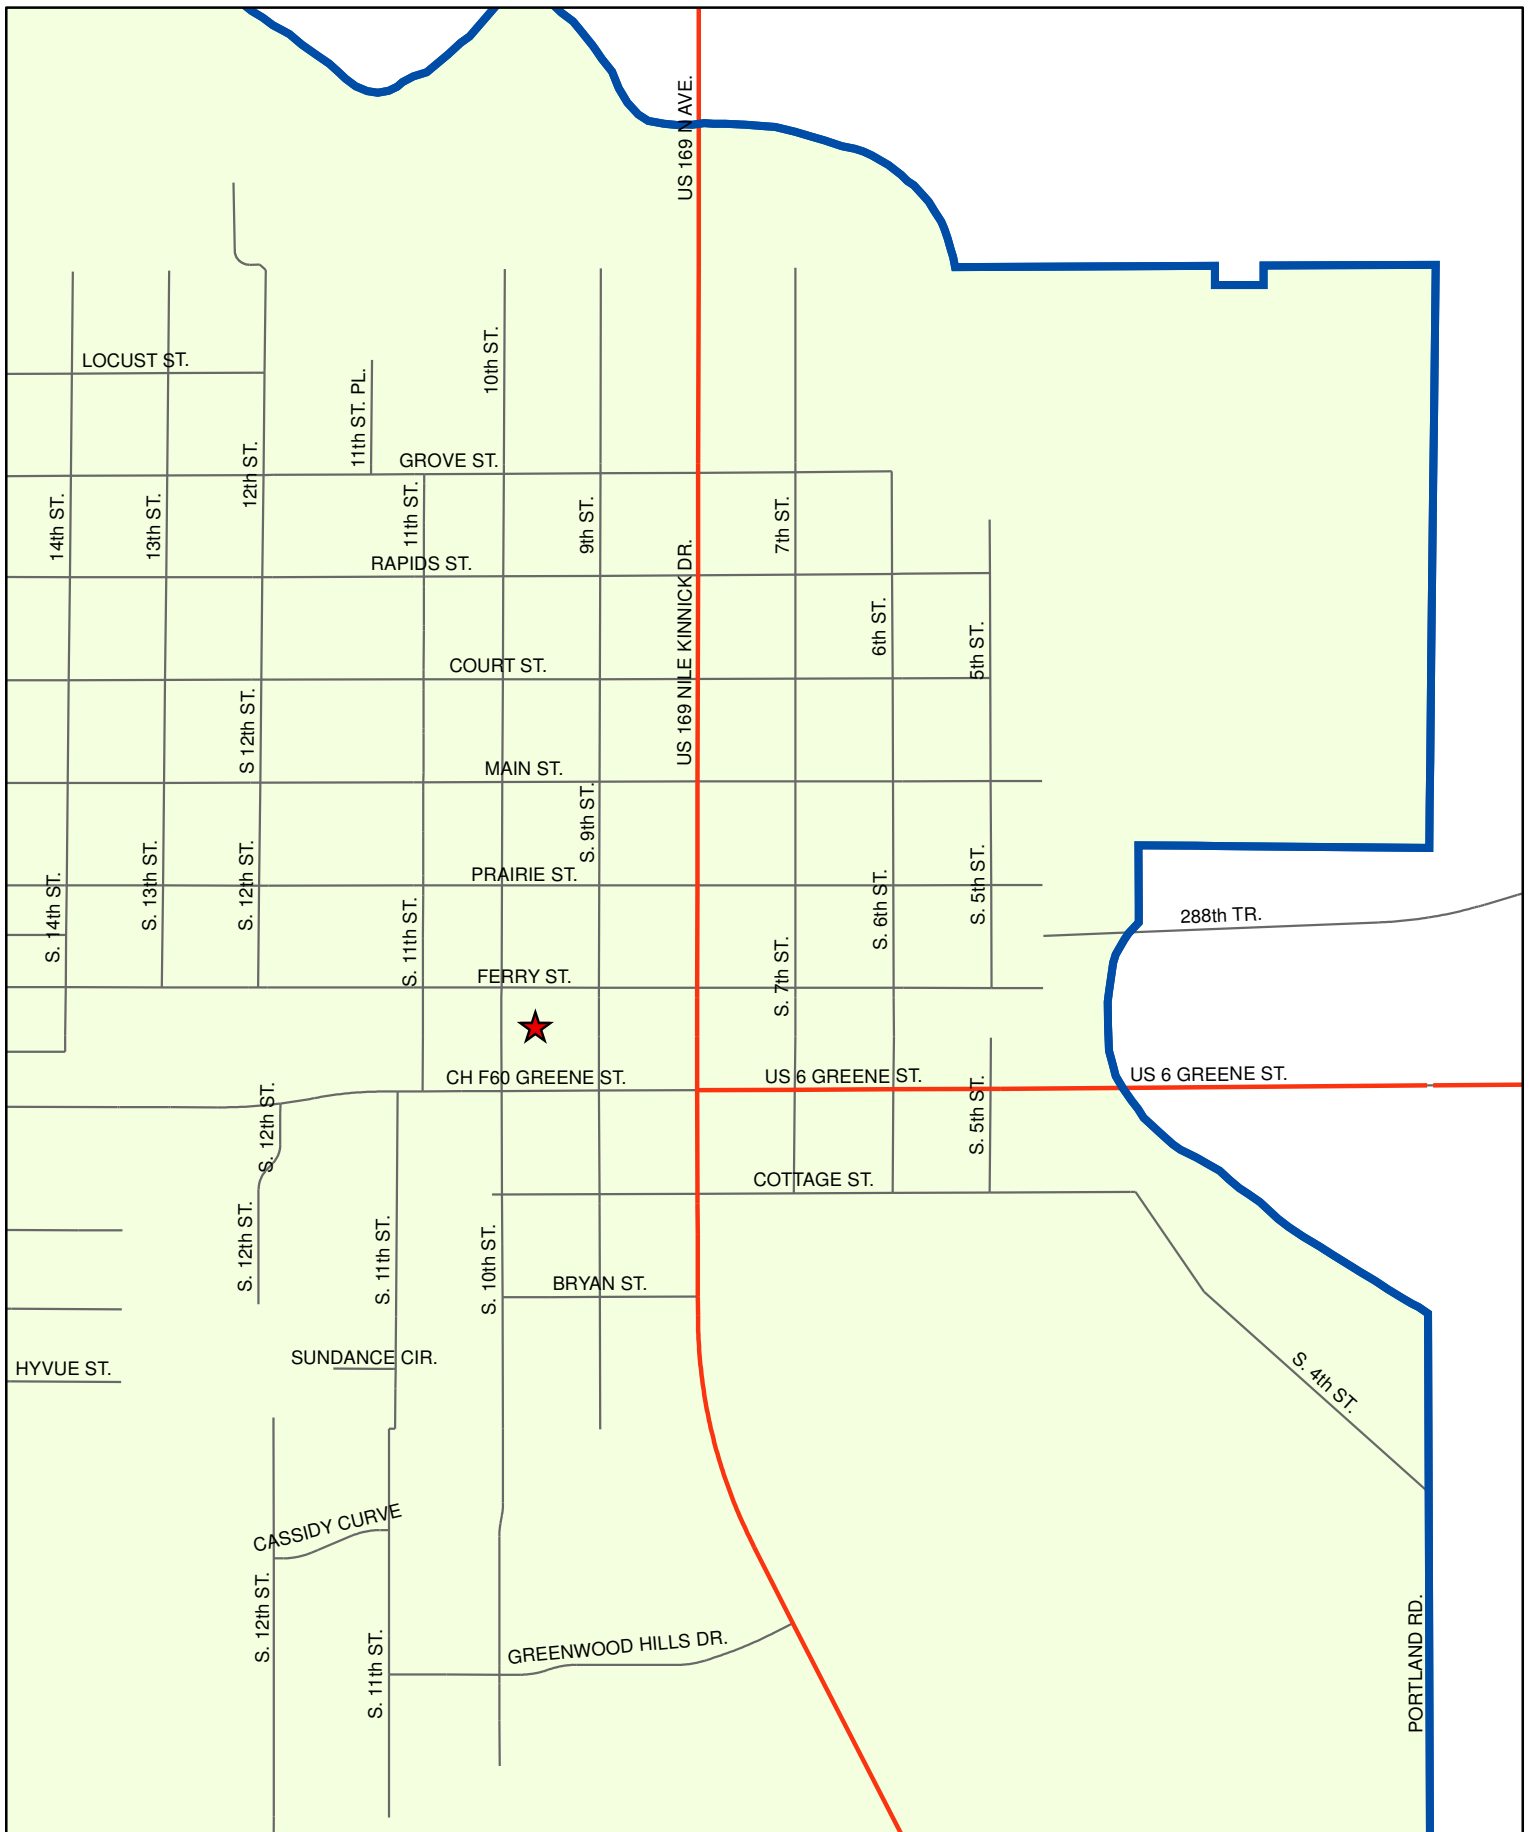 US 169 N AVE.
10th ST.
LOCUST ST.
11th ST. PL.
12th ST.
GROVE ST.
14th ST.
13th ST.
11th ST.
9th ST.
7th ST.
RAPIDS ST.
US 169 NILE KINNICK DR.
6th ST.
5th ST.
COURT ST.
S 12th ST.
MAIN ST.
S. 9th ST.
S. 14th ST.
S. 13th ST.
S. 12th ST.
PRAIRIE ST.
S. 11th ST.
S. 6th ST.
S. 5th ST.
288th TR.
S. 7th ST.
FERRY ST.
CH F60 GREENE ST.
US 6 GREENE ST.
US 6 GREENE ST.
S. 12th ST.
S. 5th ST.
COTTAGE ST.
S. 12th ST.
S. 11th ST.
S. 10th ST.
BRYAN ST.
HYVUE ST.
SUNDANCE CIR.
S. 4th ST.
CASSIDY CURVE
S. 12th ST.
S. 11th ST.
GREENWOOD HILLS DR.
PORTLAND RD.